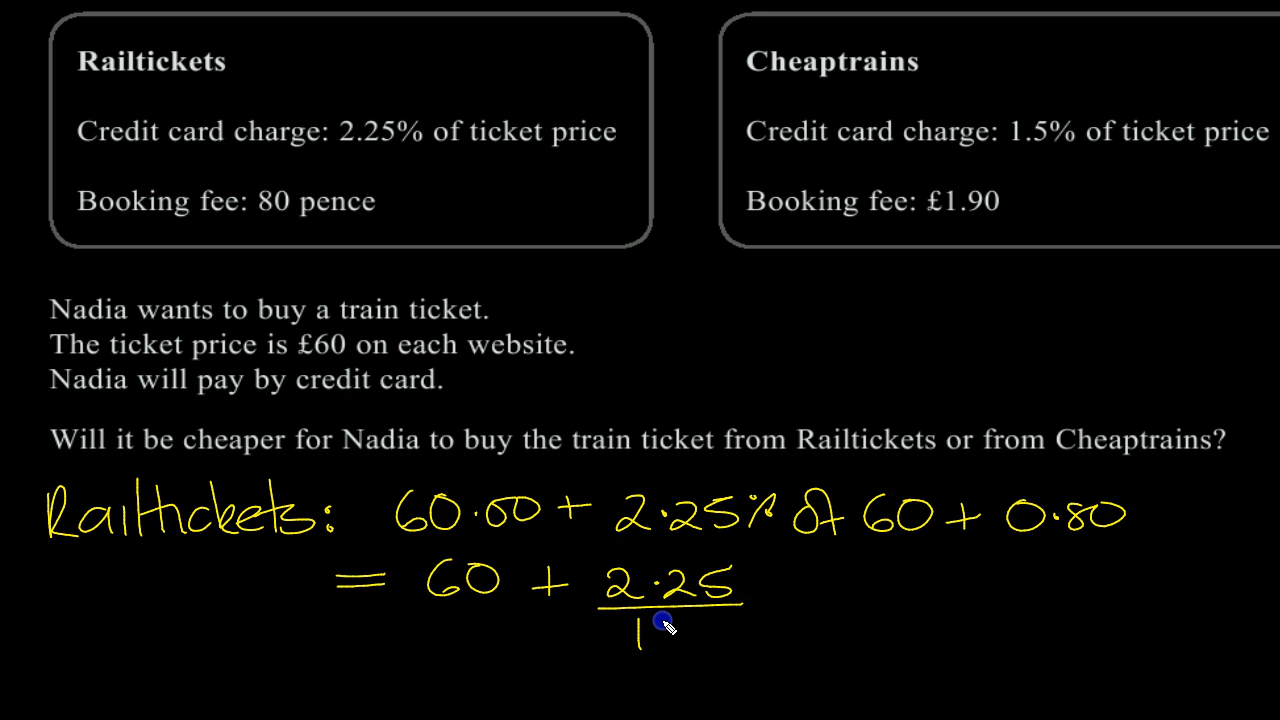 Railtickets
Credit card charge: 2.25% of ticket price
Booking fee: 80 pence
Cheaptrains
Credit card charge: 1.5% of ticket price
Booking fee: £1.90
Nadia wants to buy a train ticket.
The ticket price is £60 on each website.
Nadia will pay by credit card.
Will it be cheaper for Nadia to buy the train ticket from Railtickets or from Cheaptrains?
Railtickets: 60.00 + 2.25% of 60 + 0.80
= 60 + 2.25
1